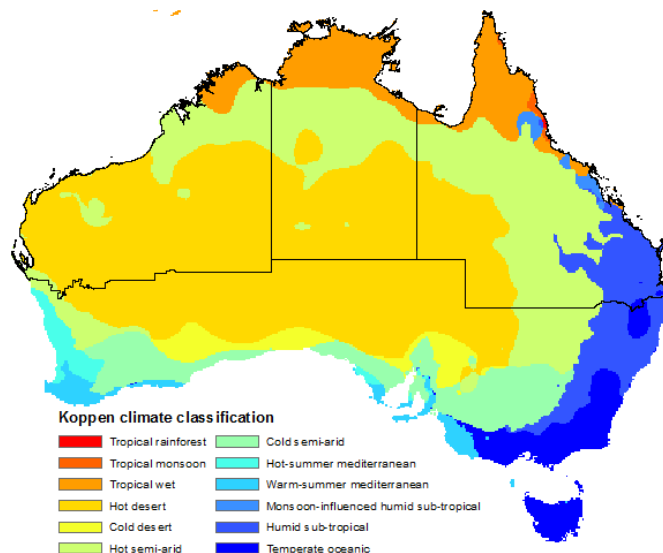 Koppen climate classification
Tropical rainforest
Tropical monsoon
Tropical wet
Hot desert
Cold desert
Hot semi-arid
Cold semi-arid
Hot-summer mediterranean
Warm-summer mediterranean
Monsoon-influenced humid sub-tropical
Humid sub-tropical
Temperate oceanic